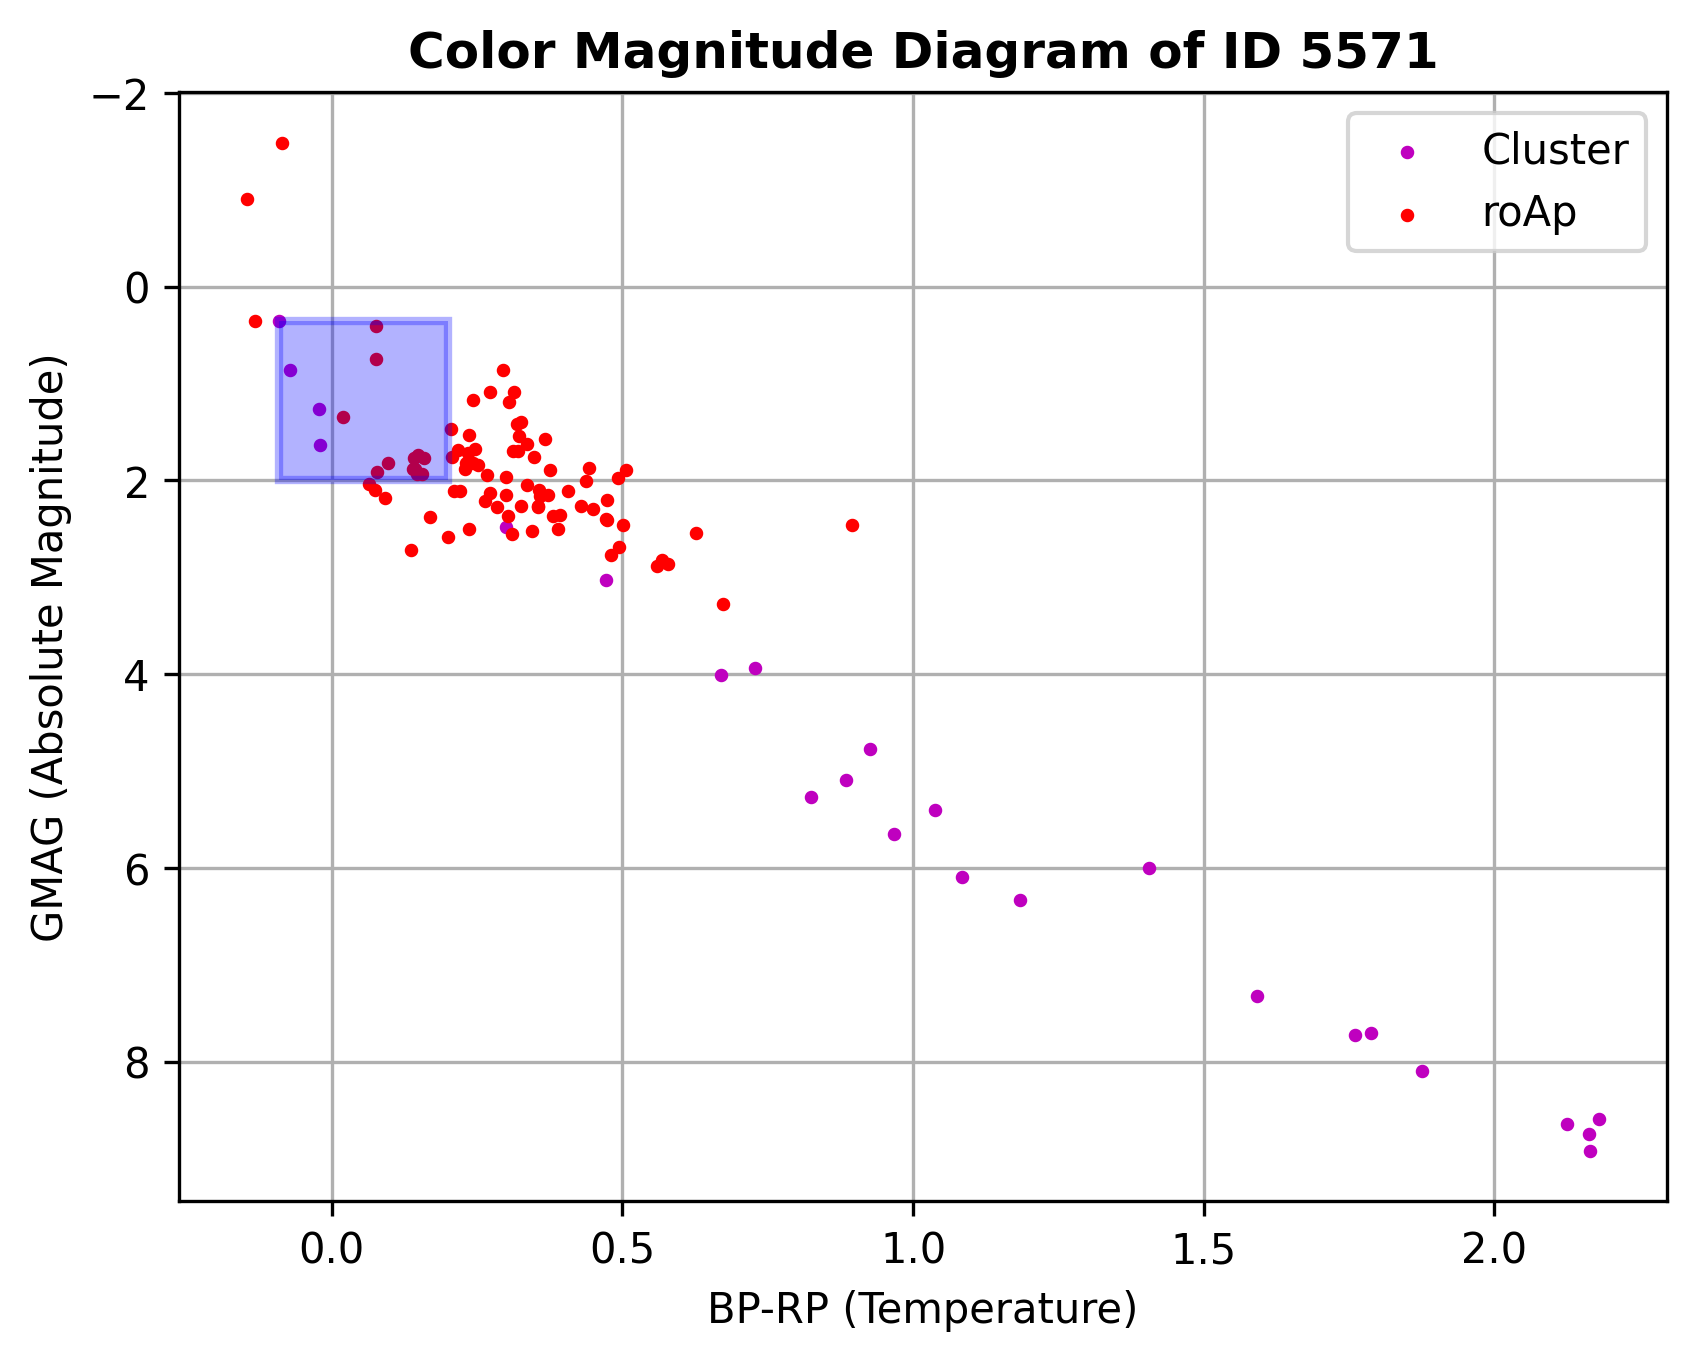 Color Magnitude Diagram of ID 5571
Cluster
roAp
GMAG (Absolute Magnitude)
−2
0
2
4
6
8
0.0 0.5 1.0 1.5 2.0
BP-RP (Temperature)